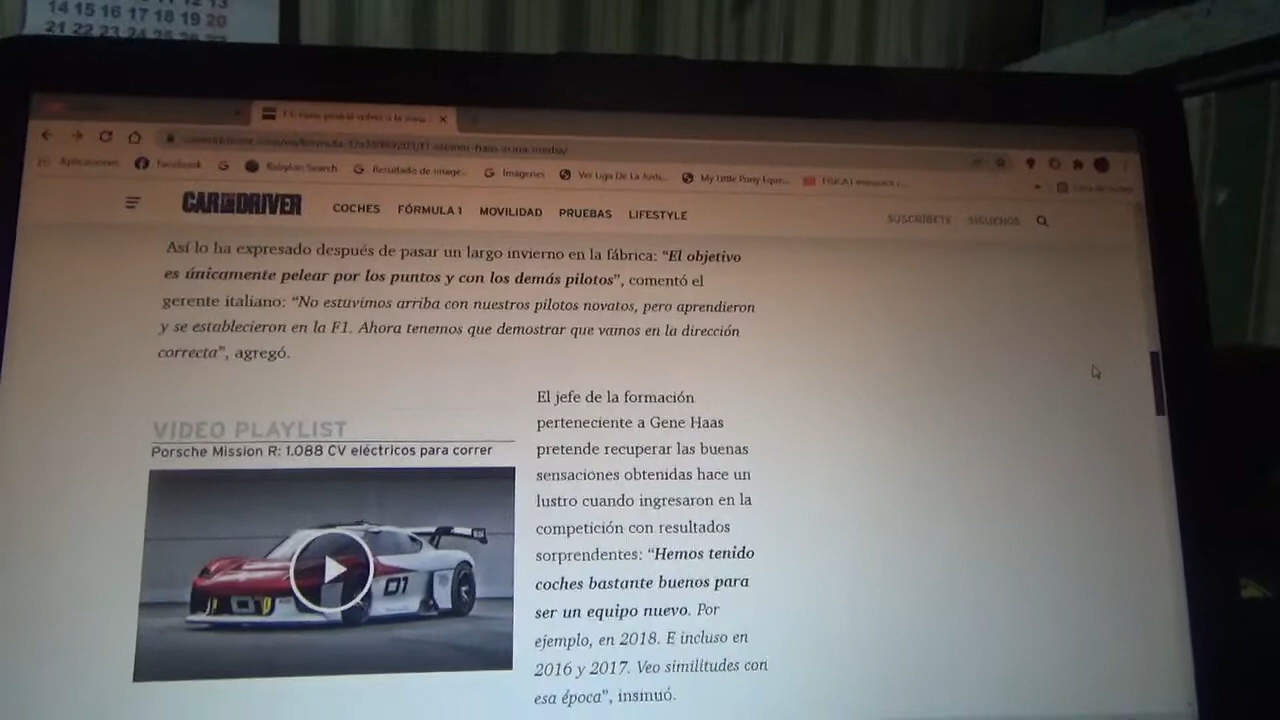 14 15 16 17 18 19 20
21 22 23 24 25 26 27
F1: Haas podría volver a la
Aplicaciones Facebook Babylon Search Resultado de image... Imágenes Ver Liga De La Justi... My Little Pony Eque...
CAR AND DRIVER COCHES FÓRMULA 1 MOVILIDAD PRUEBAS LIFESTYLE SUSCRÍBETE SÍGUENOS
Así lo ha expresado después de pasar un largo invierno en la fábrica: “El objetivo
es únicamente pelear por los puntos y con los demás pilotos”, comentó el
gerente italiano: “No estuvimos arriba con nuestros pilotos novatos, pero aprendieron
y se establecieron en la F1. Ahora tenemos que demostrar que vamos en la dirección
correcta”, agregó.
VIDEO PLAYLIST
Porsche Mission R: 1.088 CV eléctricos para correr
01
El jefe de la formación
perteneciente a Gene Haas
pretende recuperar las buenas
sensaciones obtenidas hace un
lustro cuando ingresaron en la
competición con resultados
sorprendentes: “Hemos tenido
coches bastante buenos para
ser un equipo nuevo. Por
ejemplo, en 2018. E incluso en
2016 y 2017. Veo similitudes con
esa época”, insinuó.